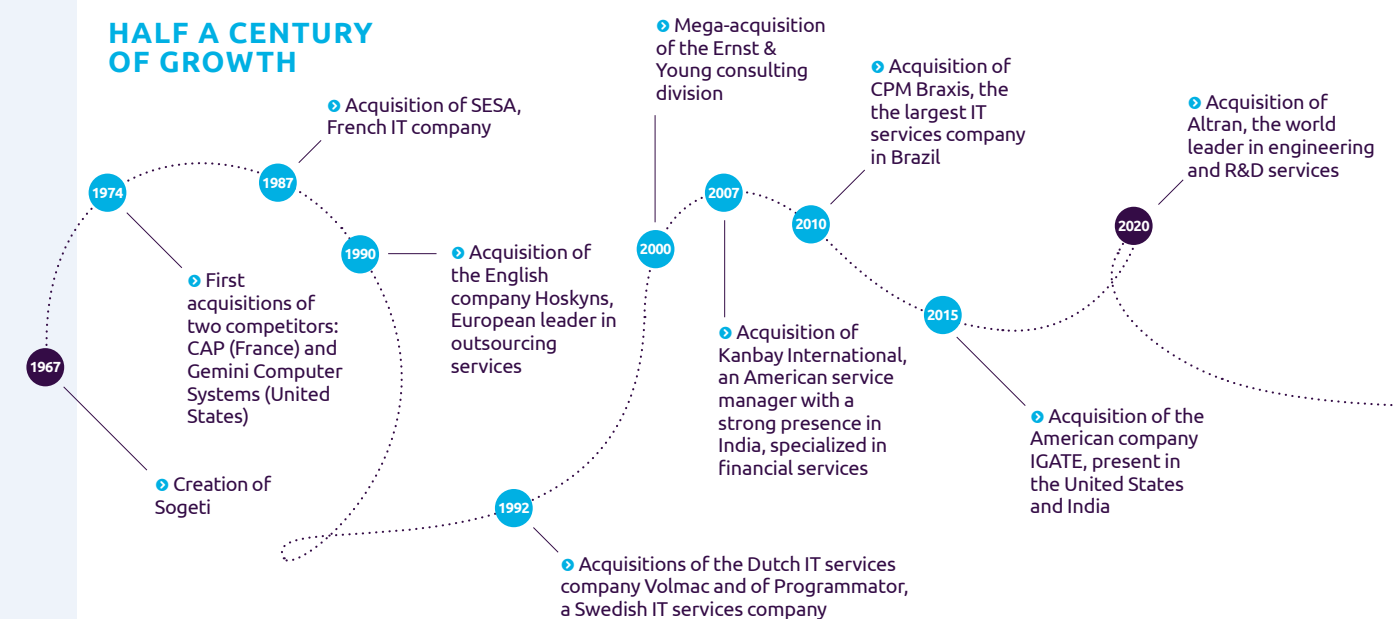 HALF A CENTURY
OF GROWTH
1967
❯ Creation of
Sogeti
1974
❯ First
acquisitions of
two competitors:
CAP (France) and
Gemini Computer
Systems (United
States)
1987
❯ Acquisition of SESA,
French IT company
1990
❯ Acquisition of
the English
company Hoskyns,
European leader in
outsourcing
services
1992
❯ Acquisitions of the Dutch IT services
company Volmac and of Programmator,
a Swedish IT services company
2000
❯ Mega-acquisition
of the Ernst &
Young consulting
division
2007
❯ Acquisition of
Kanbay International,
an American service
manager with a
strong presence in
India, specialized in
financial services
2010
❯ Acquisition of
CPM Braxis, the
the largest IT
services company
in Brazil
2015
❯ Acquisition of the
American company
IGATE, present in
the United States
and India
2020
❯ Acquisition of
Altran, the world
leader in engineering
and R&D services